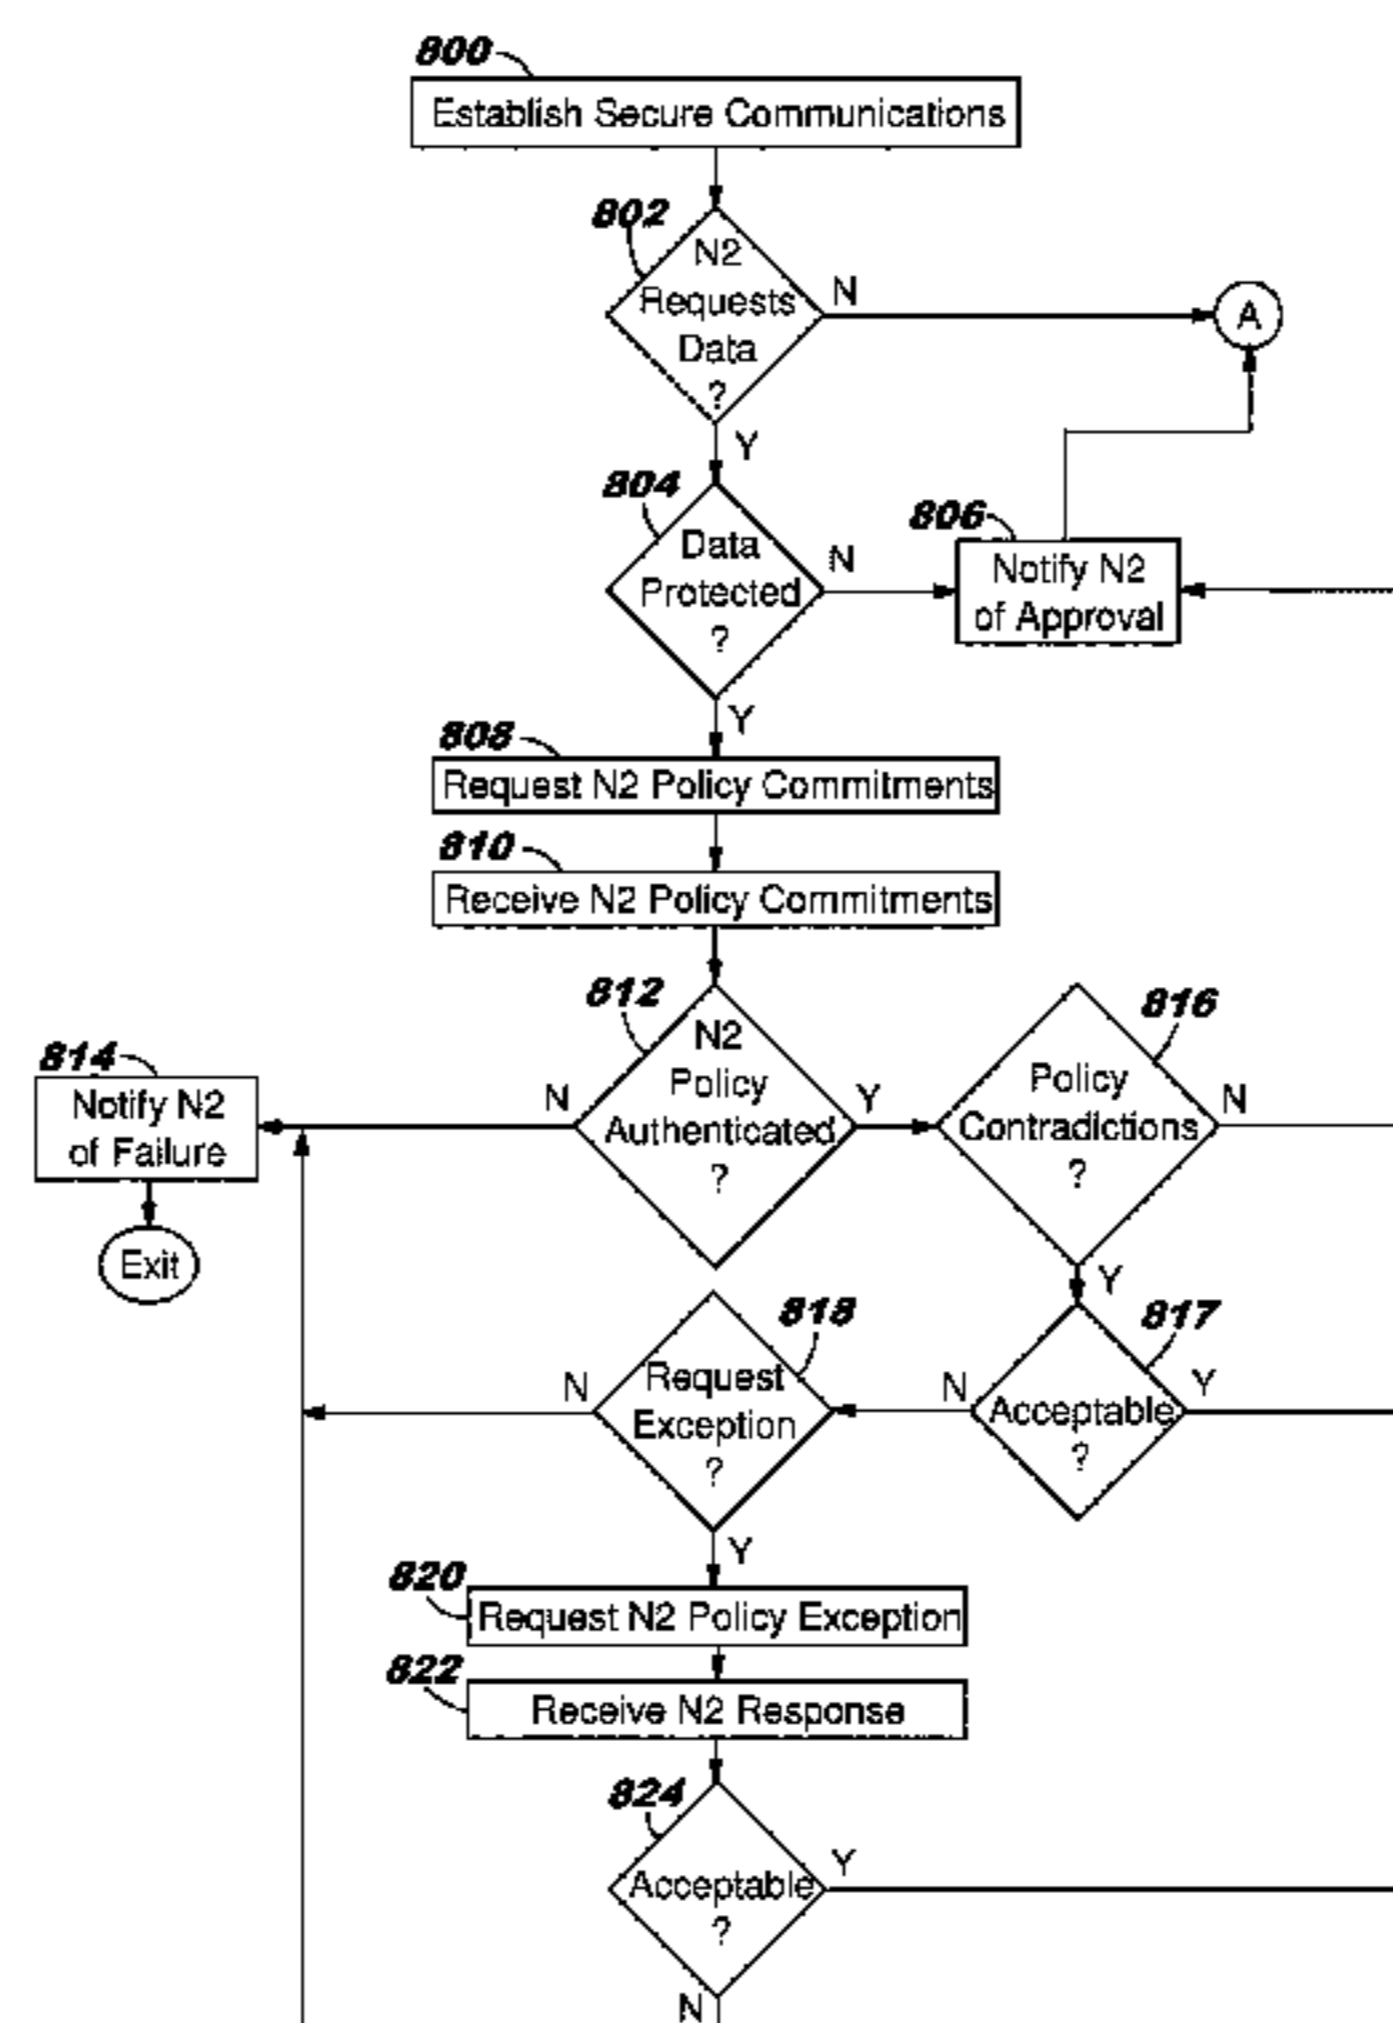 800
Establish Secure Communications
802
N2
Requests
Data
?
N
A
Y
804
Data
Protected
?
N
806
Notify N2
of Approval
Y
808
Request N2 Policy Commitments
810
Receive N2 Policy Commitments
812
N2
Policy
Authenticated
?
N
Y
814
Notify N2
of Failure
Exit
816
Policy
Contradictions
?
N
Y
817
Acceptable
?
N
Y
818
Request
Exception
?
N
Y
820
Request N2 Policy Exception
822
Receive N2 Response
824
Acceptable
?
Y
N